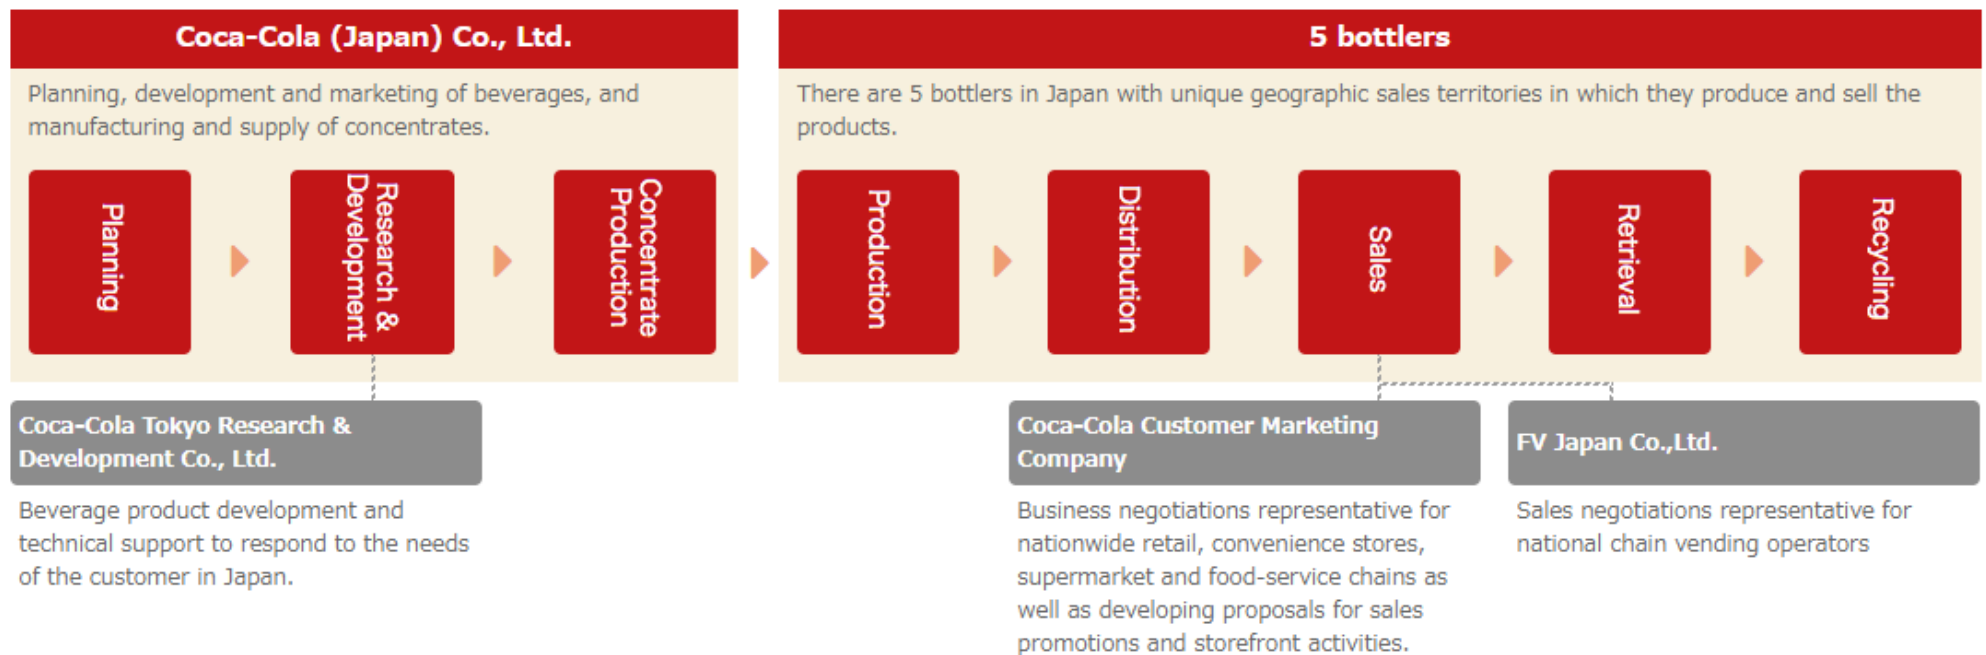 Coca-Cola (Japan) Co., Ltd.
Planning, development and marketing of beverages, and
manufacturing and supply of concentrates.
Planning
Research &
Development
Concentrate
Production
5 bottlers
There are 5 bottlers in Japan with unique geographic sales territories in which they produce and sell the
products.
Production
Distribution
Sales
Retrieval
Recycling
Coca-Cola Tokyo Research &
Development Co., Ltd.
Beverage product development and
technical support to respond to the needs
of the customer in Japan.
Coca-Cola Customer Marketing
Company
Business negotiations representative for
nationwide retail, convenience stores,
supermarket and food-service chains as
well as developing proposals for sales
promotions and storefront activities.
FV Japan Co.,Ltd.
Sales negotiations representative for
national chain vending operators